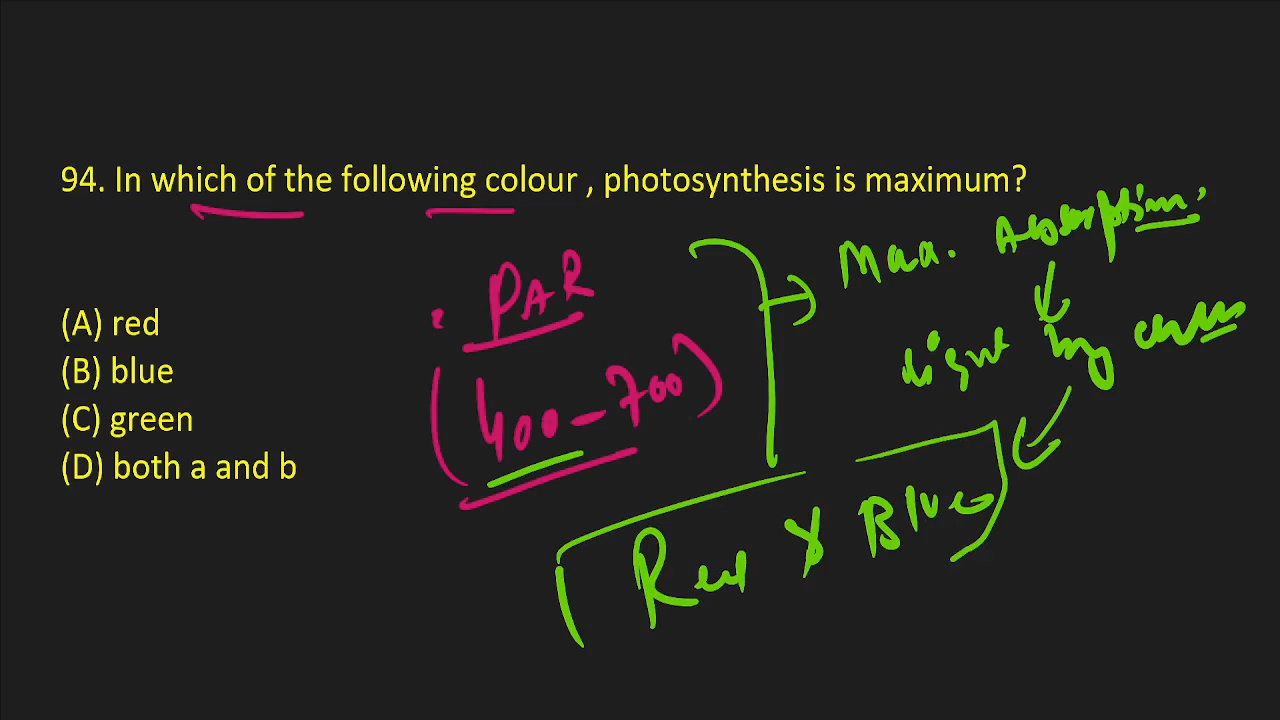 94. In which of the following colour , photosynthesis is maximum?
Max. Absorption
: PAR
(A) red
light by
(B) blue
(400-700)
(C) green
(D) both a and b
Red & Blue